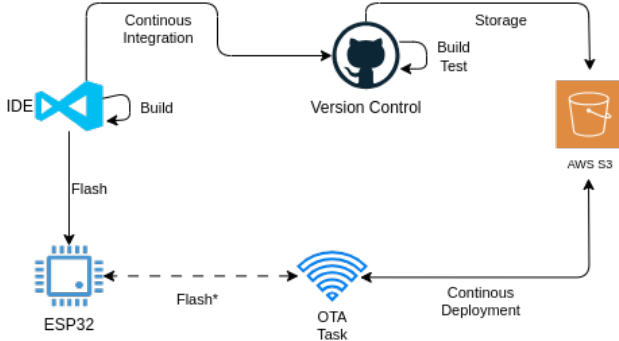 Continous
Integration
Storage
Build
Test
IDE
Build
Version Control
AWS S3
Flash
Flash*
Continous
Deployment
ESP32
OTA
Task